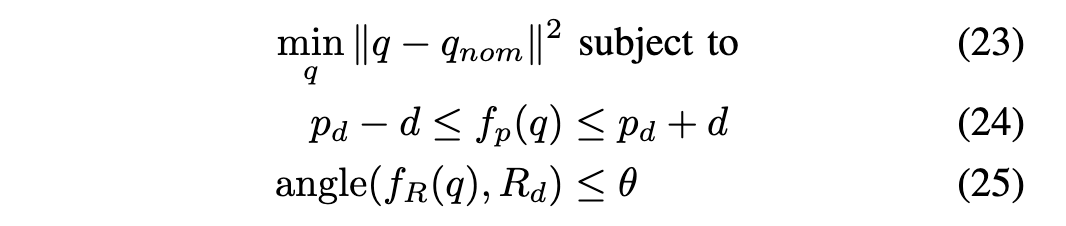 min_q ‖q − q_nom‖² subject to (23)
p_d − d ≤ f_p(q) ≤ p_d + d (24)
angle(f_R(q), R_d) ≤ θ (25)